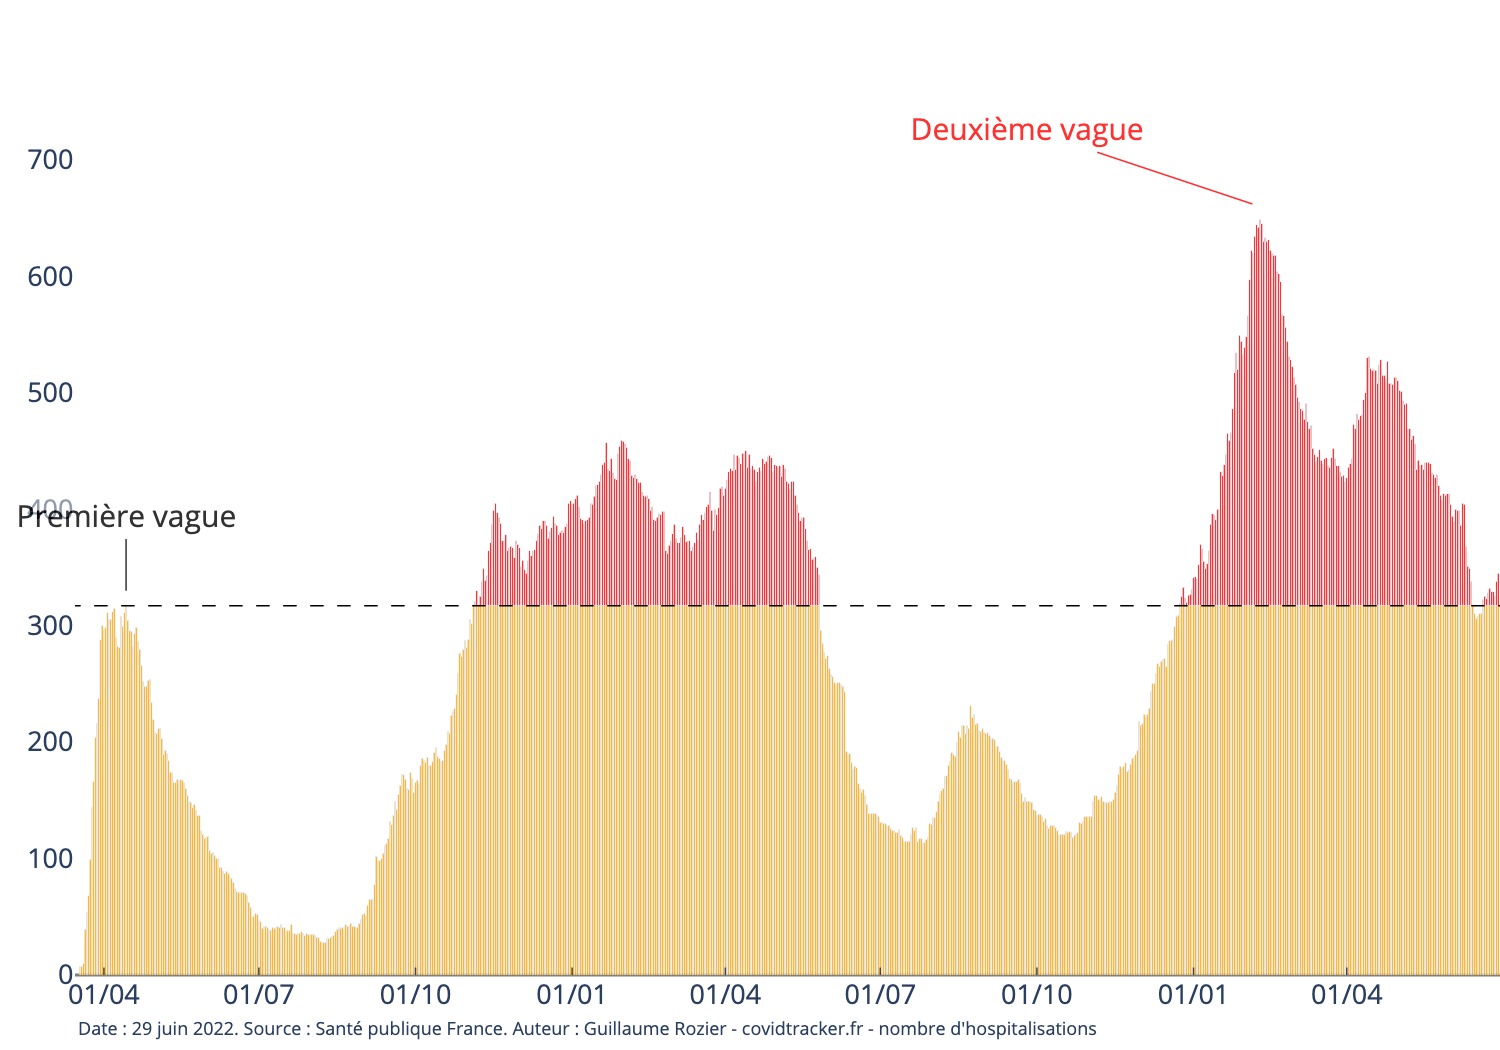 Deuxième vague
700
600
500
400
Première vague
300
200
100
0
01/04 01/07 01/10 01/01 01/04 01/07 01/10 01/01 01/04
Date : 29 juin 2022. Source : Santé publique France. Auteur : Guillaume Rozier - covidtracker.fr - nombre d'hospitalisations